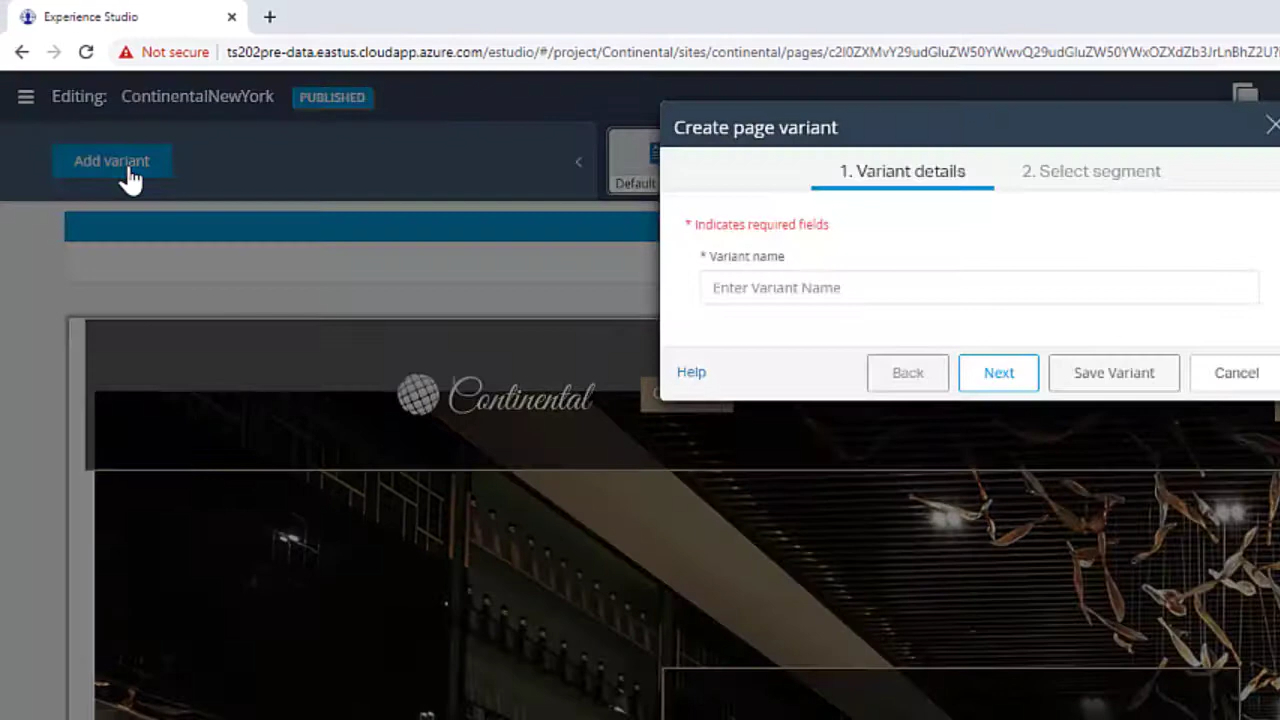 Experience Studio
Not secure ts202pre-data.eastus.cloudapp.azure.com/estudio/#/project/Continental/sites/continental/pages/
Editing: ContinentalNewYork PUBLISHED
Add variant
Default
Create page variant
1. Variant details 2. Select segment
* Indicates required fields
* Variant name
Enter Variant Name
Help Back Next Save Variant Cancel
Continental